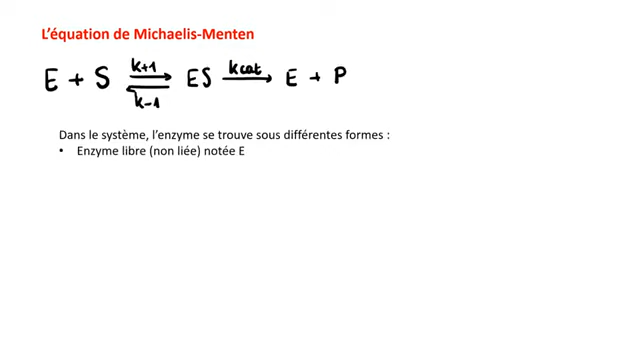 L'équation de Michaelis-Menten
k+1 kcat
E + S ⇌ ES → E + P
k-1
Dans le système, l'enzyme se trouve sous différentes formes :
• Enzyme libre (non liée) notée E